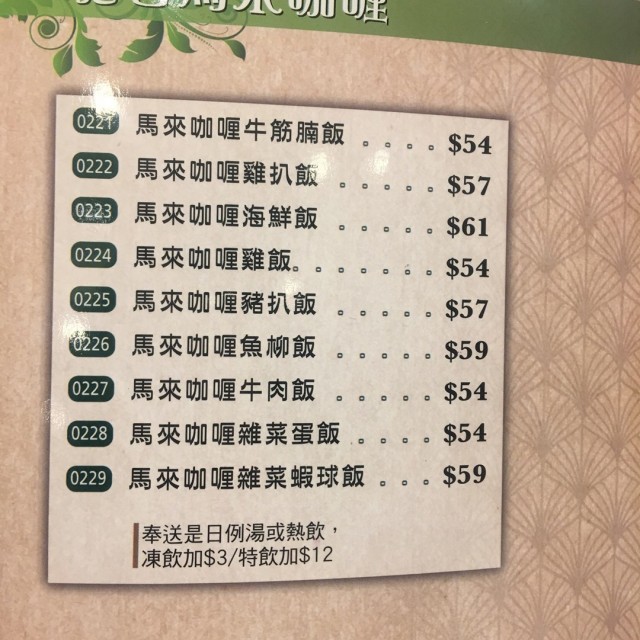 馬來咖喱
0221 馬來咖喱牛筋腩飯 . . . . $54
0222 馬來咖喱雞扒飯 . . . . . $57
0223 馬來咖喱海鮮飯 . . . . . $61
0224 馬來咖喱雞飯. . . . . . . $54
0225 馬來咖喱豬扒飯 . . . . . $57
0226 馬來咖喱魚柳飯 . . . . . $59
0227 馬來咖喱牛肉飯 . . . . . $54
0228 馬來咖喱雜菜蛋飯 . . . . $54
0229 馬來咖喱雜菜蝦球飯 . . . $59
奉送是日例湯或熱飲，
凍飲加$3/特飲加$12